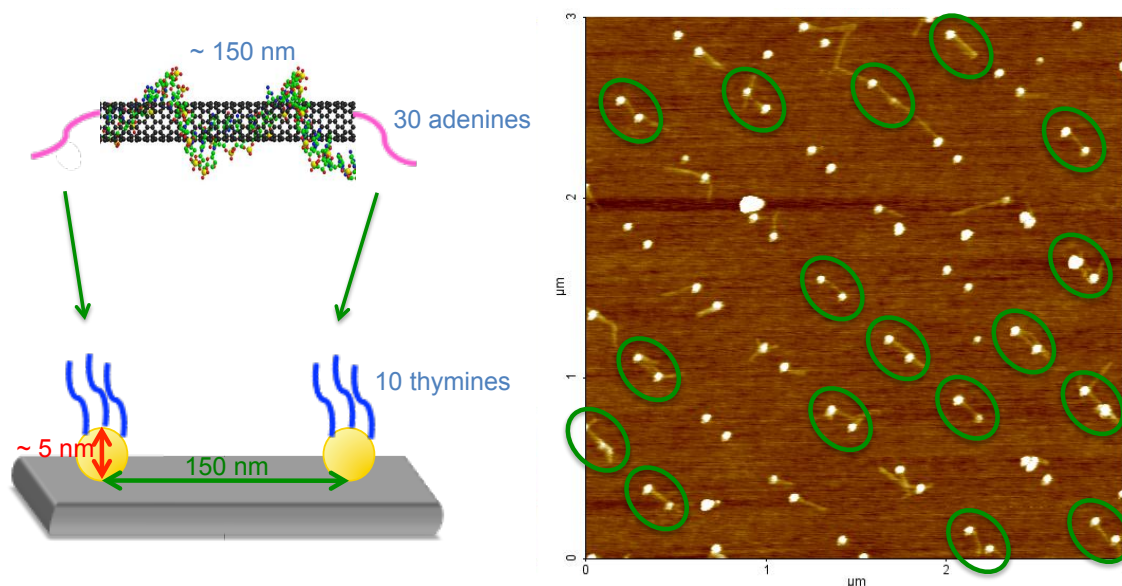 ~ 150 nm
30 adenines
10 thymines
~ 5 nm
150 nm
3
2
1
0
µm
0
1
2
µm